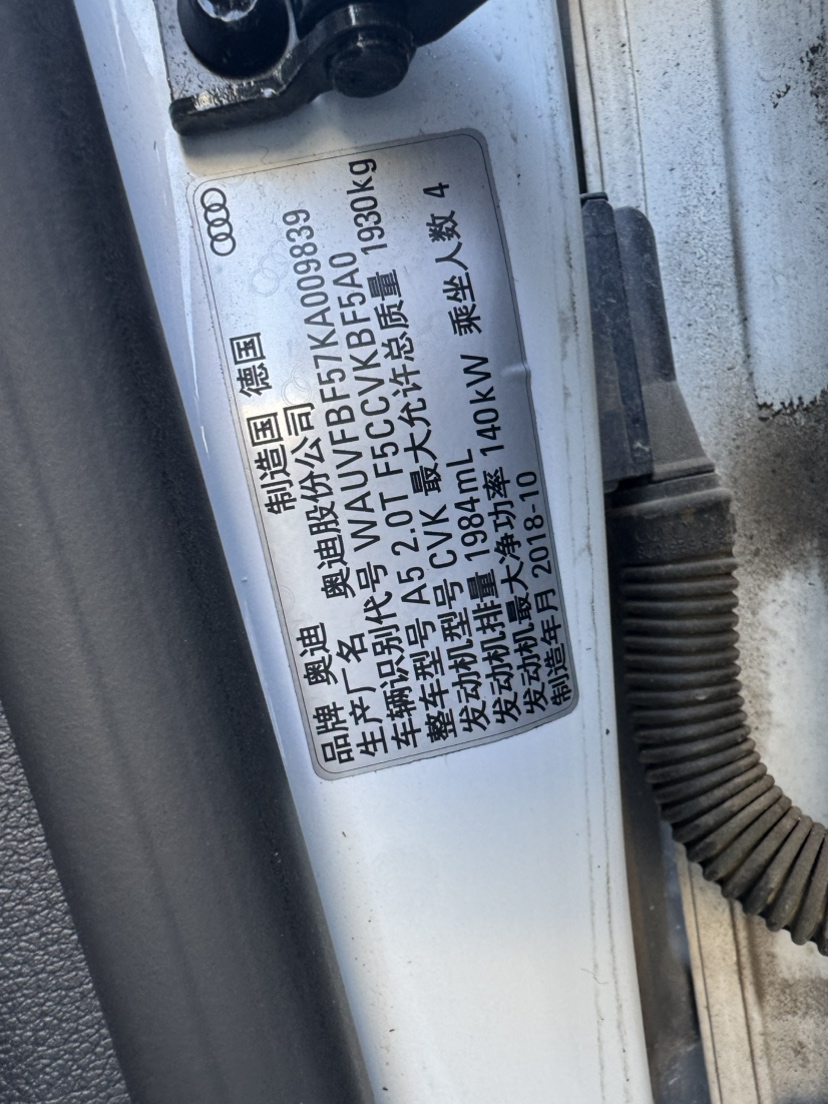 品牌 奥迪 制造国 德国
生产厂名 奥迪股份公司
车辆识别代号 WAUVFBF57KA009839
整车型号 A5 2.0T F5CCVKBF5A0
发动机型号 CVK 最大允许总质量 1930kg
发动机排量 1984mL
发动机最大净功率 140kW 乘坐人数 4
制造年月 2018-10